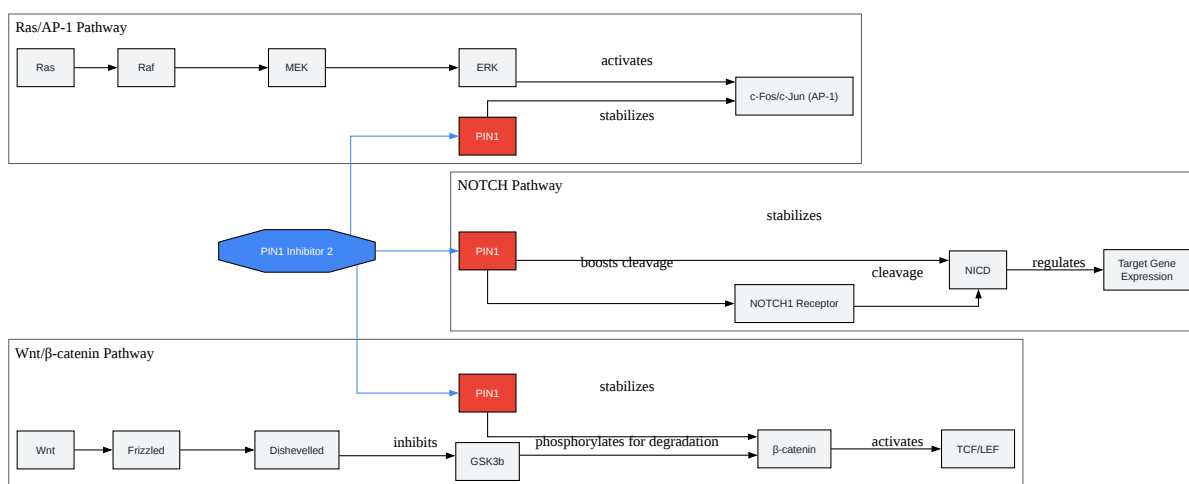 Ras/AP-1 Pathway
Ras
Raf
MEK
ERK
activates
c-Fos/c-Jun (AP-1)
stabilizes
PIN1
NOTCH Pathway
stabilizes
PIN1 Inhibitor 2
PIN1
boosts cleavage
cleavage
NICD
regulates
Target Gene
Expression
NOTCH1 Receptor
Wnt/β-catenin Pathway
PIN1
stabilizes
Wnt
Frizzled
Dishevelled
inhibits
GSK3b
phosphorylates for degradation
β-catenin
activates
TCF/LEF